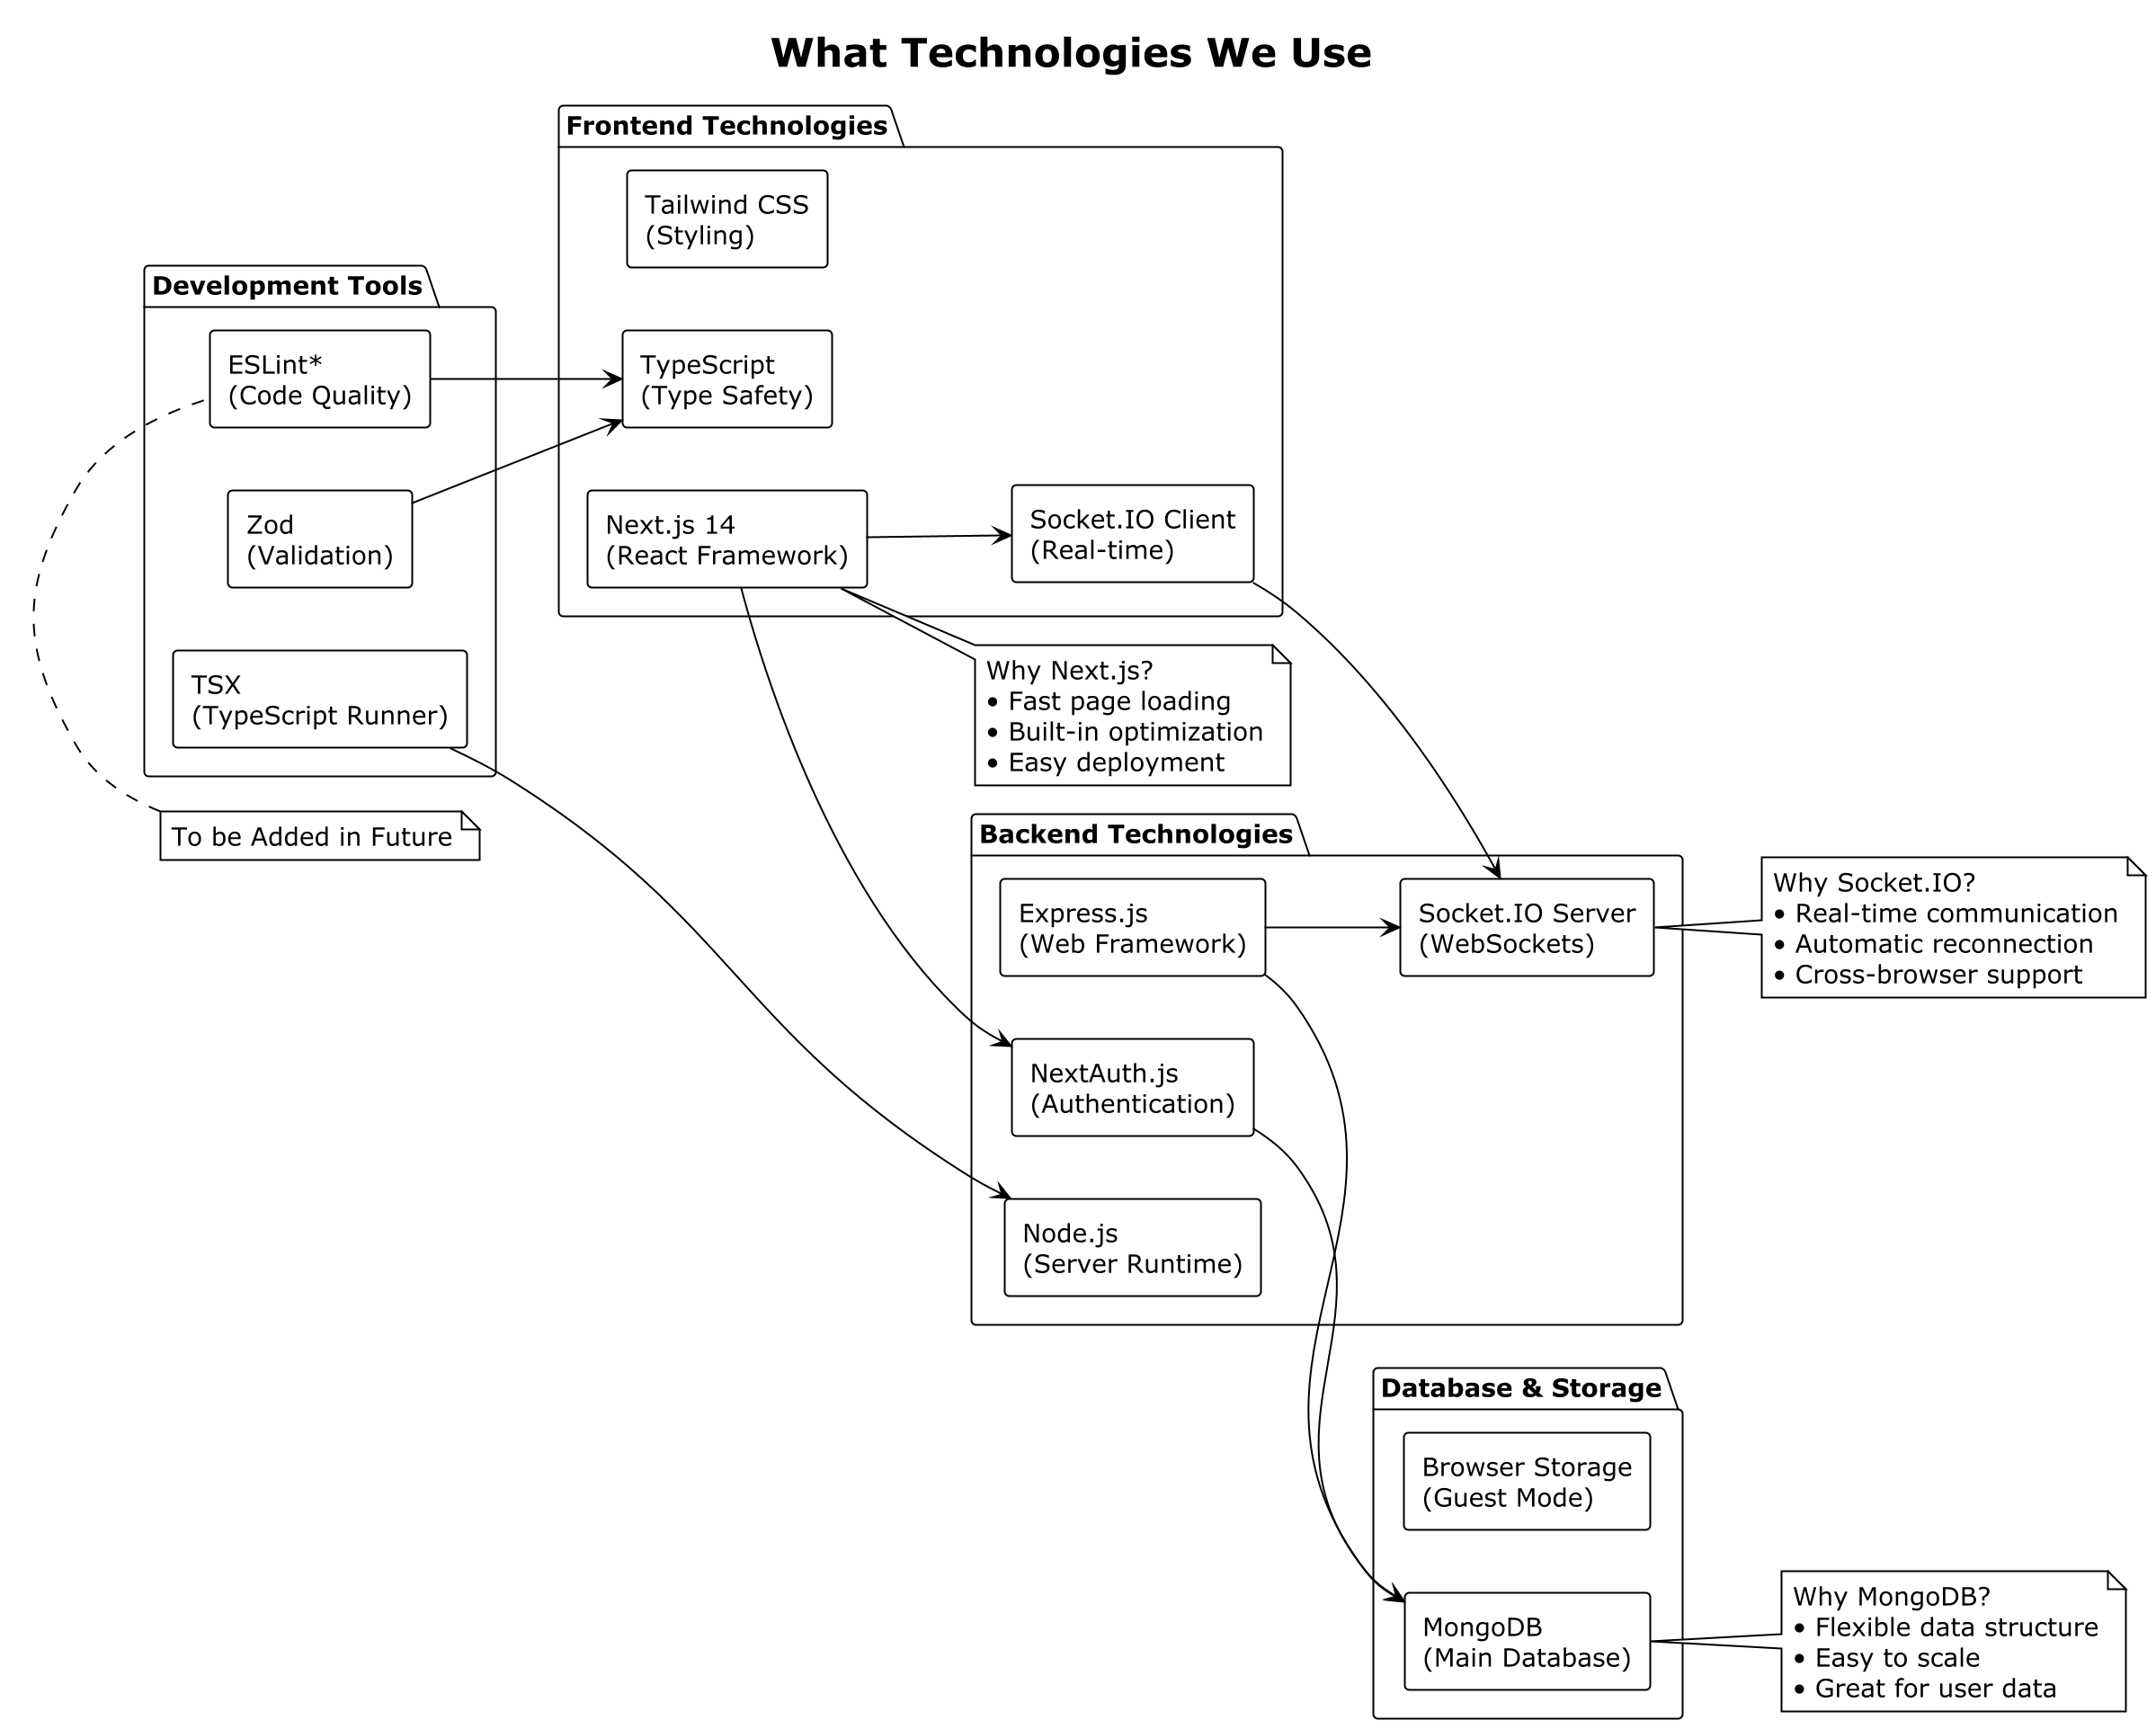 What Technologies We Use
Frontend Technologies
Tailwind CSS
(Styling)
Development Tools
ESLint*
(Code Quality)
TypeScript
(Type Safety)
Zod
(Validation)
Next.js 14
(React Framework)
Socket.IO Client
(Real-time)
TSX
(TypeScript Runner)
Why Next.js?
• Fast page loading
• Built-in optimization
• Easy deployment
To be Added in Future
Backend Technologies
Express.js
(Web Framework)
Socket.IO Server
(WebSockets)
Why Socket.IO?
• Real-time communication
• Automatic reconnection
• Cross-browser support
NextAuth.js
(Authentication)
Node.js
(Server Runtime)
Database & Storage
Browser Storage
(Guest Mode)
MongoDB
(Main Database)
Why MongoDB?
• Flexible data structure
• Easy to scale
• Great for user data